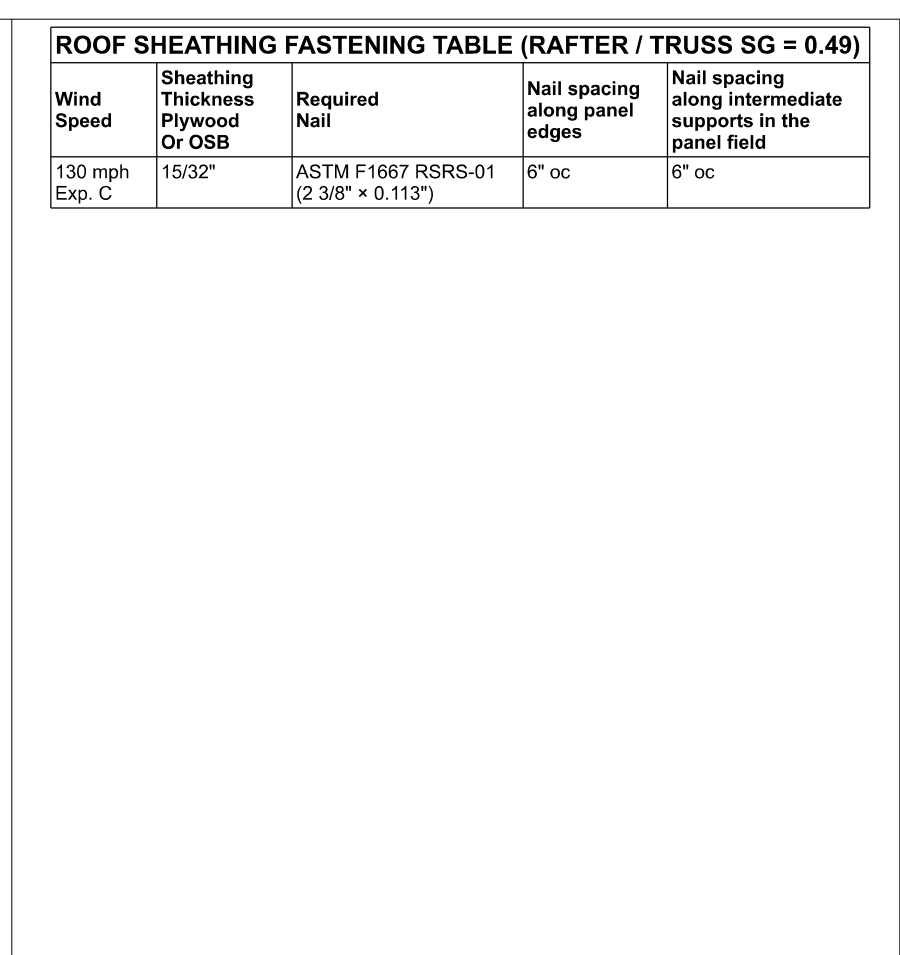 ROOF SHEATHING FASTENING TABLE (RAFTER / TRUSS SG = 0.49)
Wind
Speed
Sheathing
Thickness
Plywood
Or OSB
Required
Nail
Nail spacing
along panel
edges
Nail spacing
along intermediate
supports in the
panel field
130 mph
Exp. C
15/32"
ASTM F1667 RSRS-01
(2 3/8" × 0.113")
6" oc
6" oc